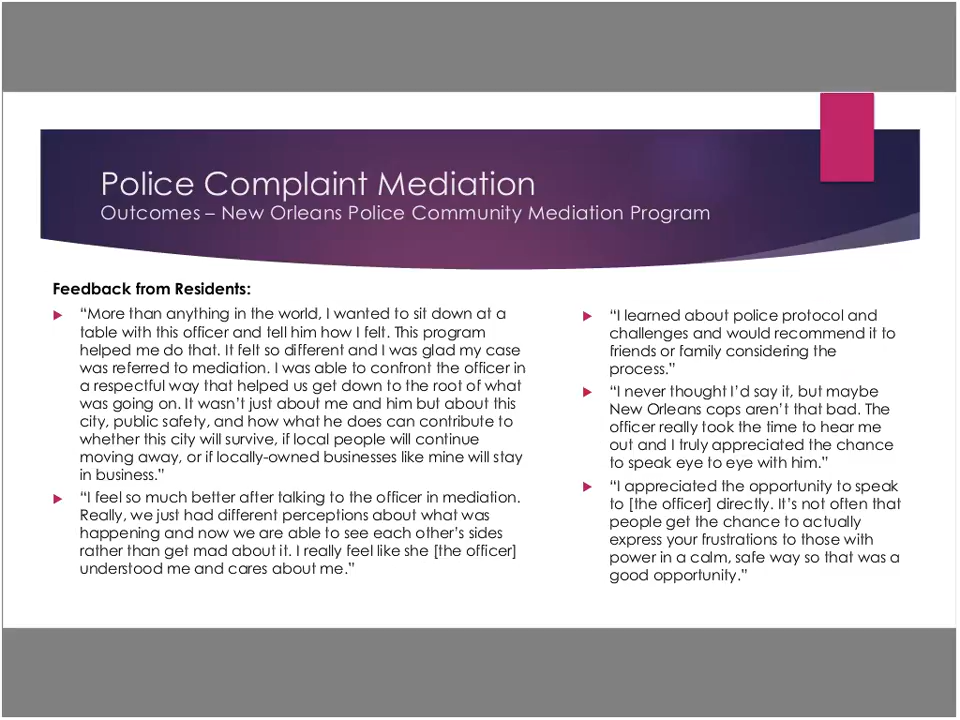 Police Complaint Mediation
Outcomes – New Orleans Police Community Mediation Program
Feedback from Residents:
“More than anything in the world, I wanted to sit down at a
table with this officer and tell him how I felt. This program
helped me do that. It felt so different and I was glad my case
was referred to mediation. I was able to confront the officer in
a respectful way that helped us get down to the root of what
was going on. It wasn’t just about me and him but about this
city, public safety, and how what he does can contribute to
whether this city will survive, if local people will continue
moving away, or if locally-owned businesses like mine will stay
in business.”
“I feel so much better after talking to the officer in mediation.
Really, we just had different perceptions about what was
happening and now we are able to see each other’s sides
rather than get mad about it. I really feel like she [the officer]
understood me and cares about me.”
“I learned about police protocol and
challenges and would recommend it to
friends or family considering the
process.”
“I never thought I’d say it, but maybe
New Orleans cops aren’t that bad. The
officer really took the time to hear me
out and I truly appreciated the chance
to speak eye to eye with him.”
“I appreciated the opportunity to speak
to [the officer] directly. It’s not often that
people get the chance to actually
express your frustrations to those with
power in a calm, safe way so that was a
good opportunity.”